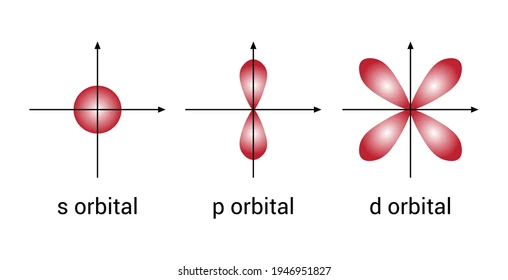 s orbital
p orbital
d orbital
shutterstock.com · 1946951827